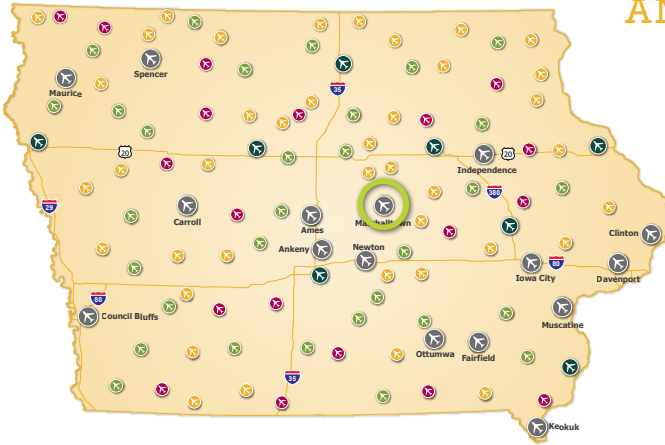 AN
35
Spencer
Maurice
20
Independence
20
380
29
Carroll
Ames
Marshalltown
Clinton
Ankeny
Newton
80
Iowa City
Davenport
80
Council Bluffs
Muscatine
Ottumwa
Fairfield
35
Keokuk